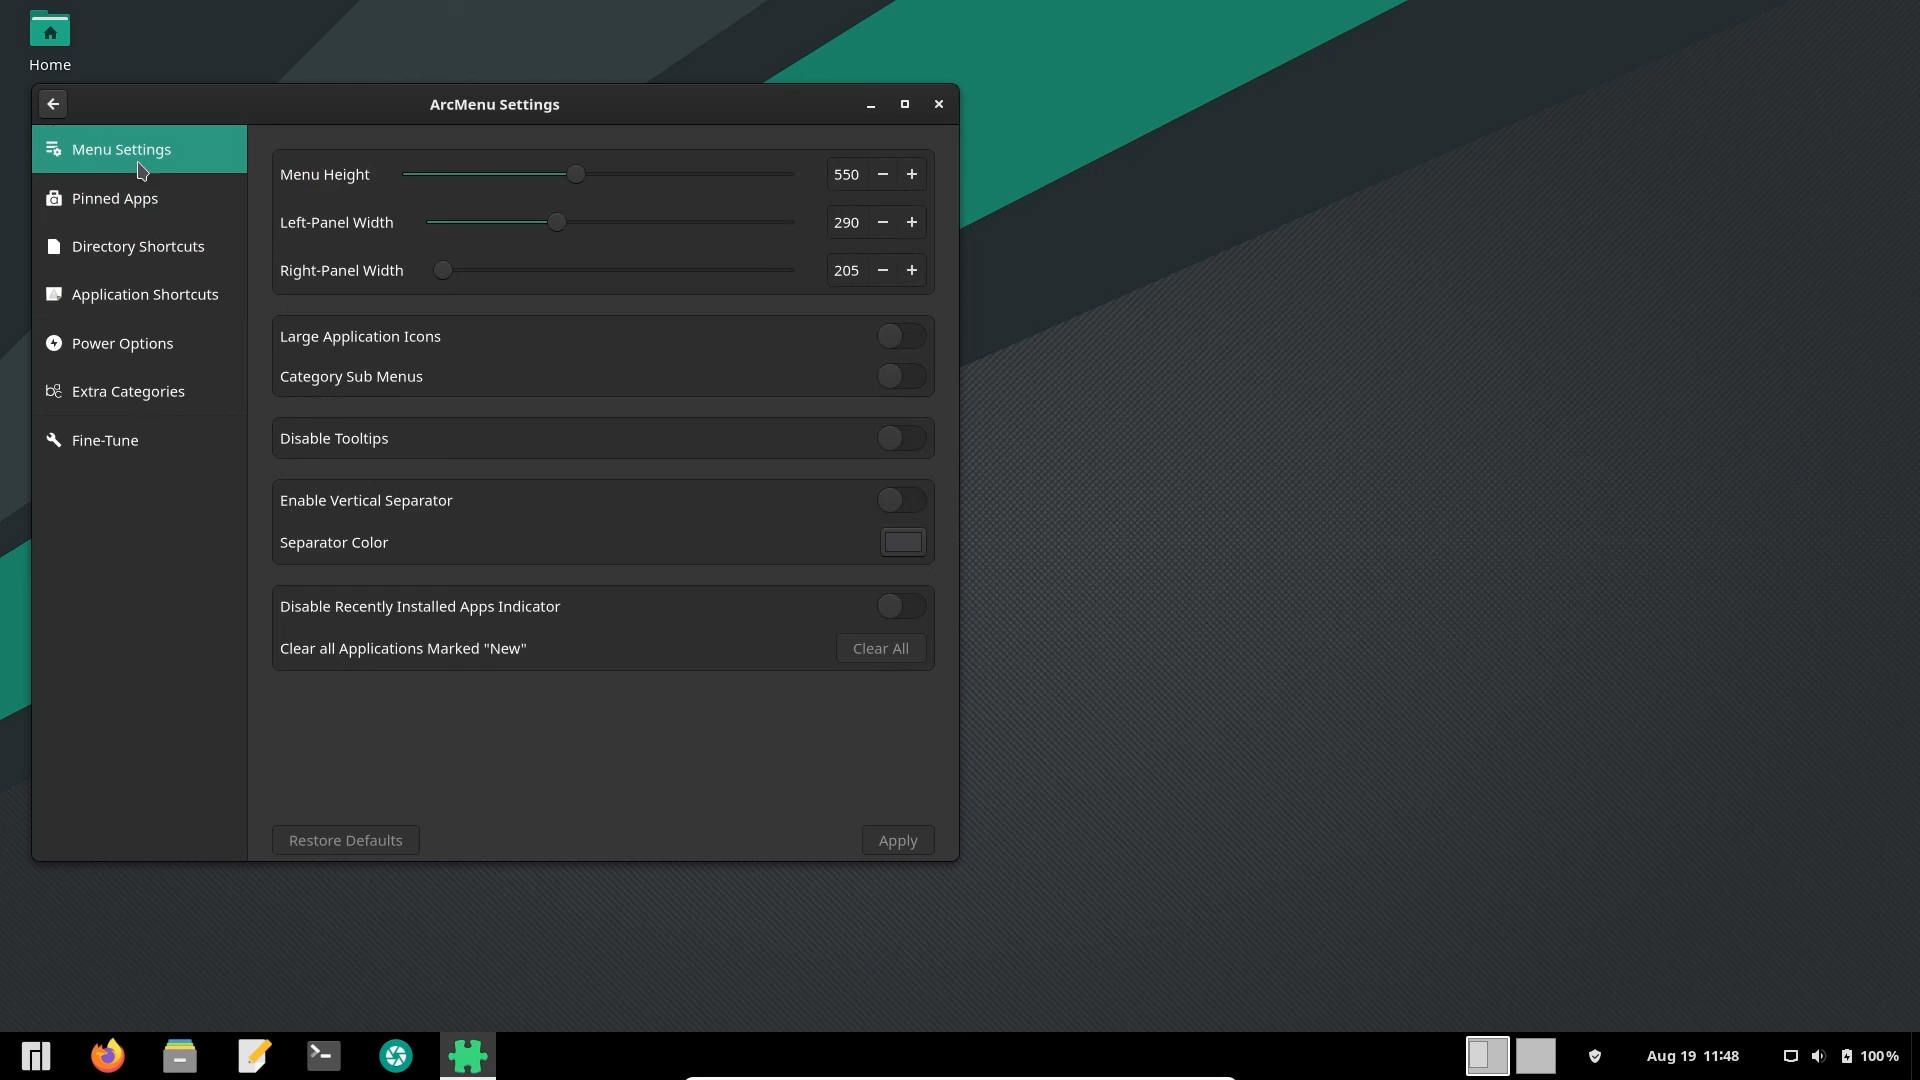 Home
ArcMenu Settings
Menu Settings
Pinned Apps
Directory Shortcuts
Application Shortcuts
Power Options
Extra Categories
Fine-Tune
Menu Height 550
Left-Panel Width 290
Right-Panel Width 205
Large Application Icons
Category Sub Menus
Disable Tooltips
Enable Vertical Separator
Separator Color
Disable Recently Installed Apps Indicator
Clear all Applications Marked "New" Clear All
Restore Defaults Apply
Aug 19 11:48 100%